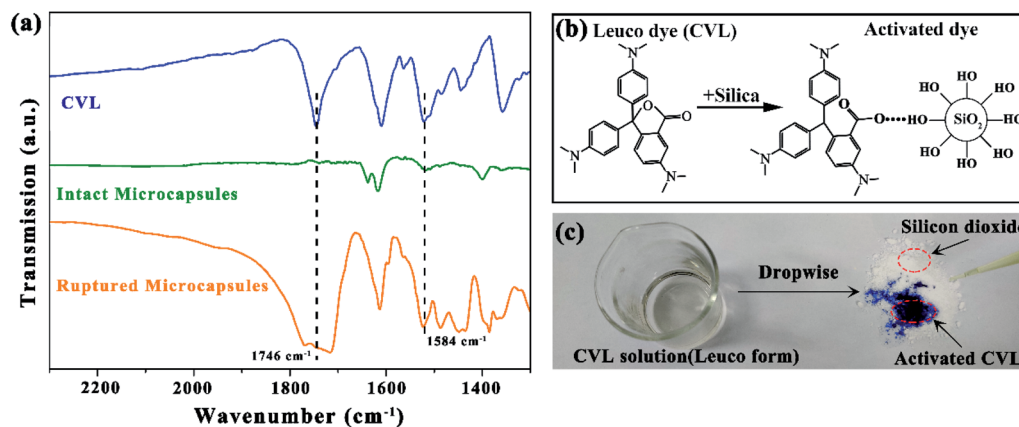 (a)
CVL
Intact Microcapsules
Ruptured Microcapsules
1746 cm⁻¹
1584 cm⁻¹
Transmission (a.u.)
2200 2000 1800 1600 1400
Wavenumber (cm⁻¹)
(b)
Leuco dye (CVL)
Activated dye
N
O
O
N
N
+Silica
N
O
O
N
N
HO
HO
HO
HO
SiO₂
HO
HO
HO
HO
(c)
Silicon dioxide
Dropwise
CVL solution(Leuco form)
Activated CVL